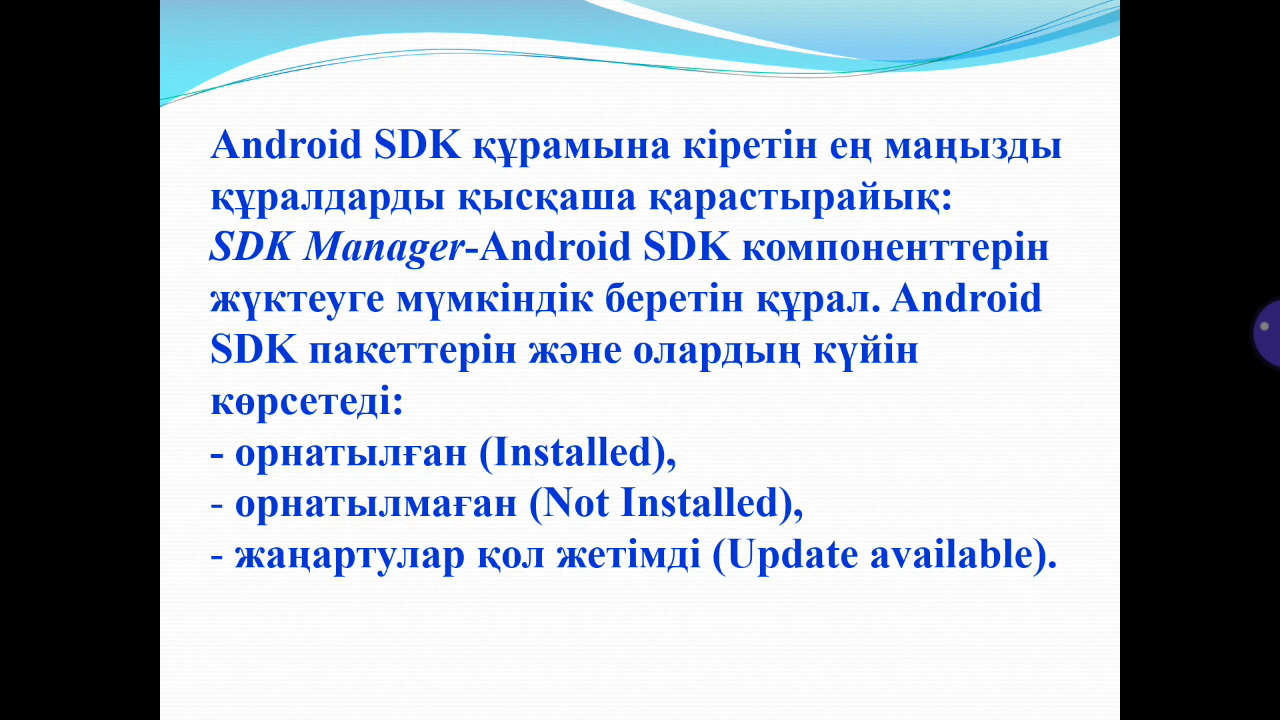 Android SDK құрамына кіретін ең маңызды
құралдарды қысқаша қарастырайық:
SDK Manager-Android SDK компоненттерін
жүктеуге мүмкіндік беретін құрал. Android
SDK пакеттерін және олардың күйін
көрсетеді:
- орнатылған (Installed),
- орнатылмаған (Not Installed),
- жаңартулар қол жетімді (Update available).